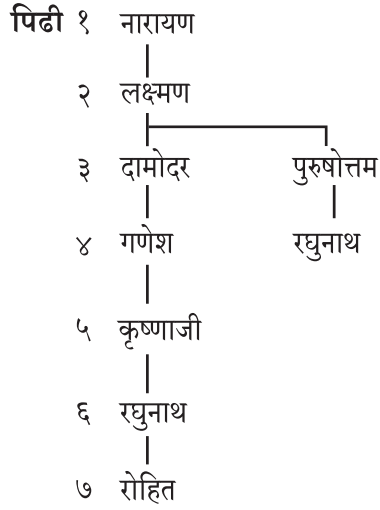 पिढी १ नारायण
२ लक्ष्मण
३ दामोदर पुरुषोत्तम
४ गणेश रघुनाथ
५ कृष्णाजी
६ रघुनाथ
७ रोहित